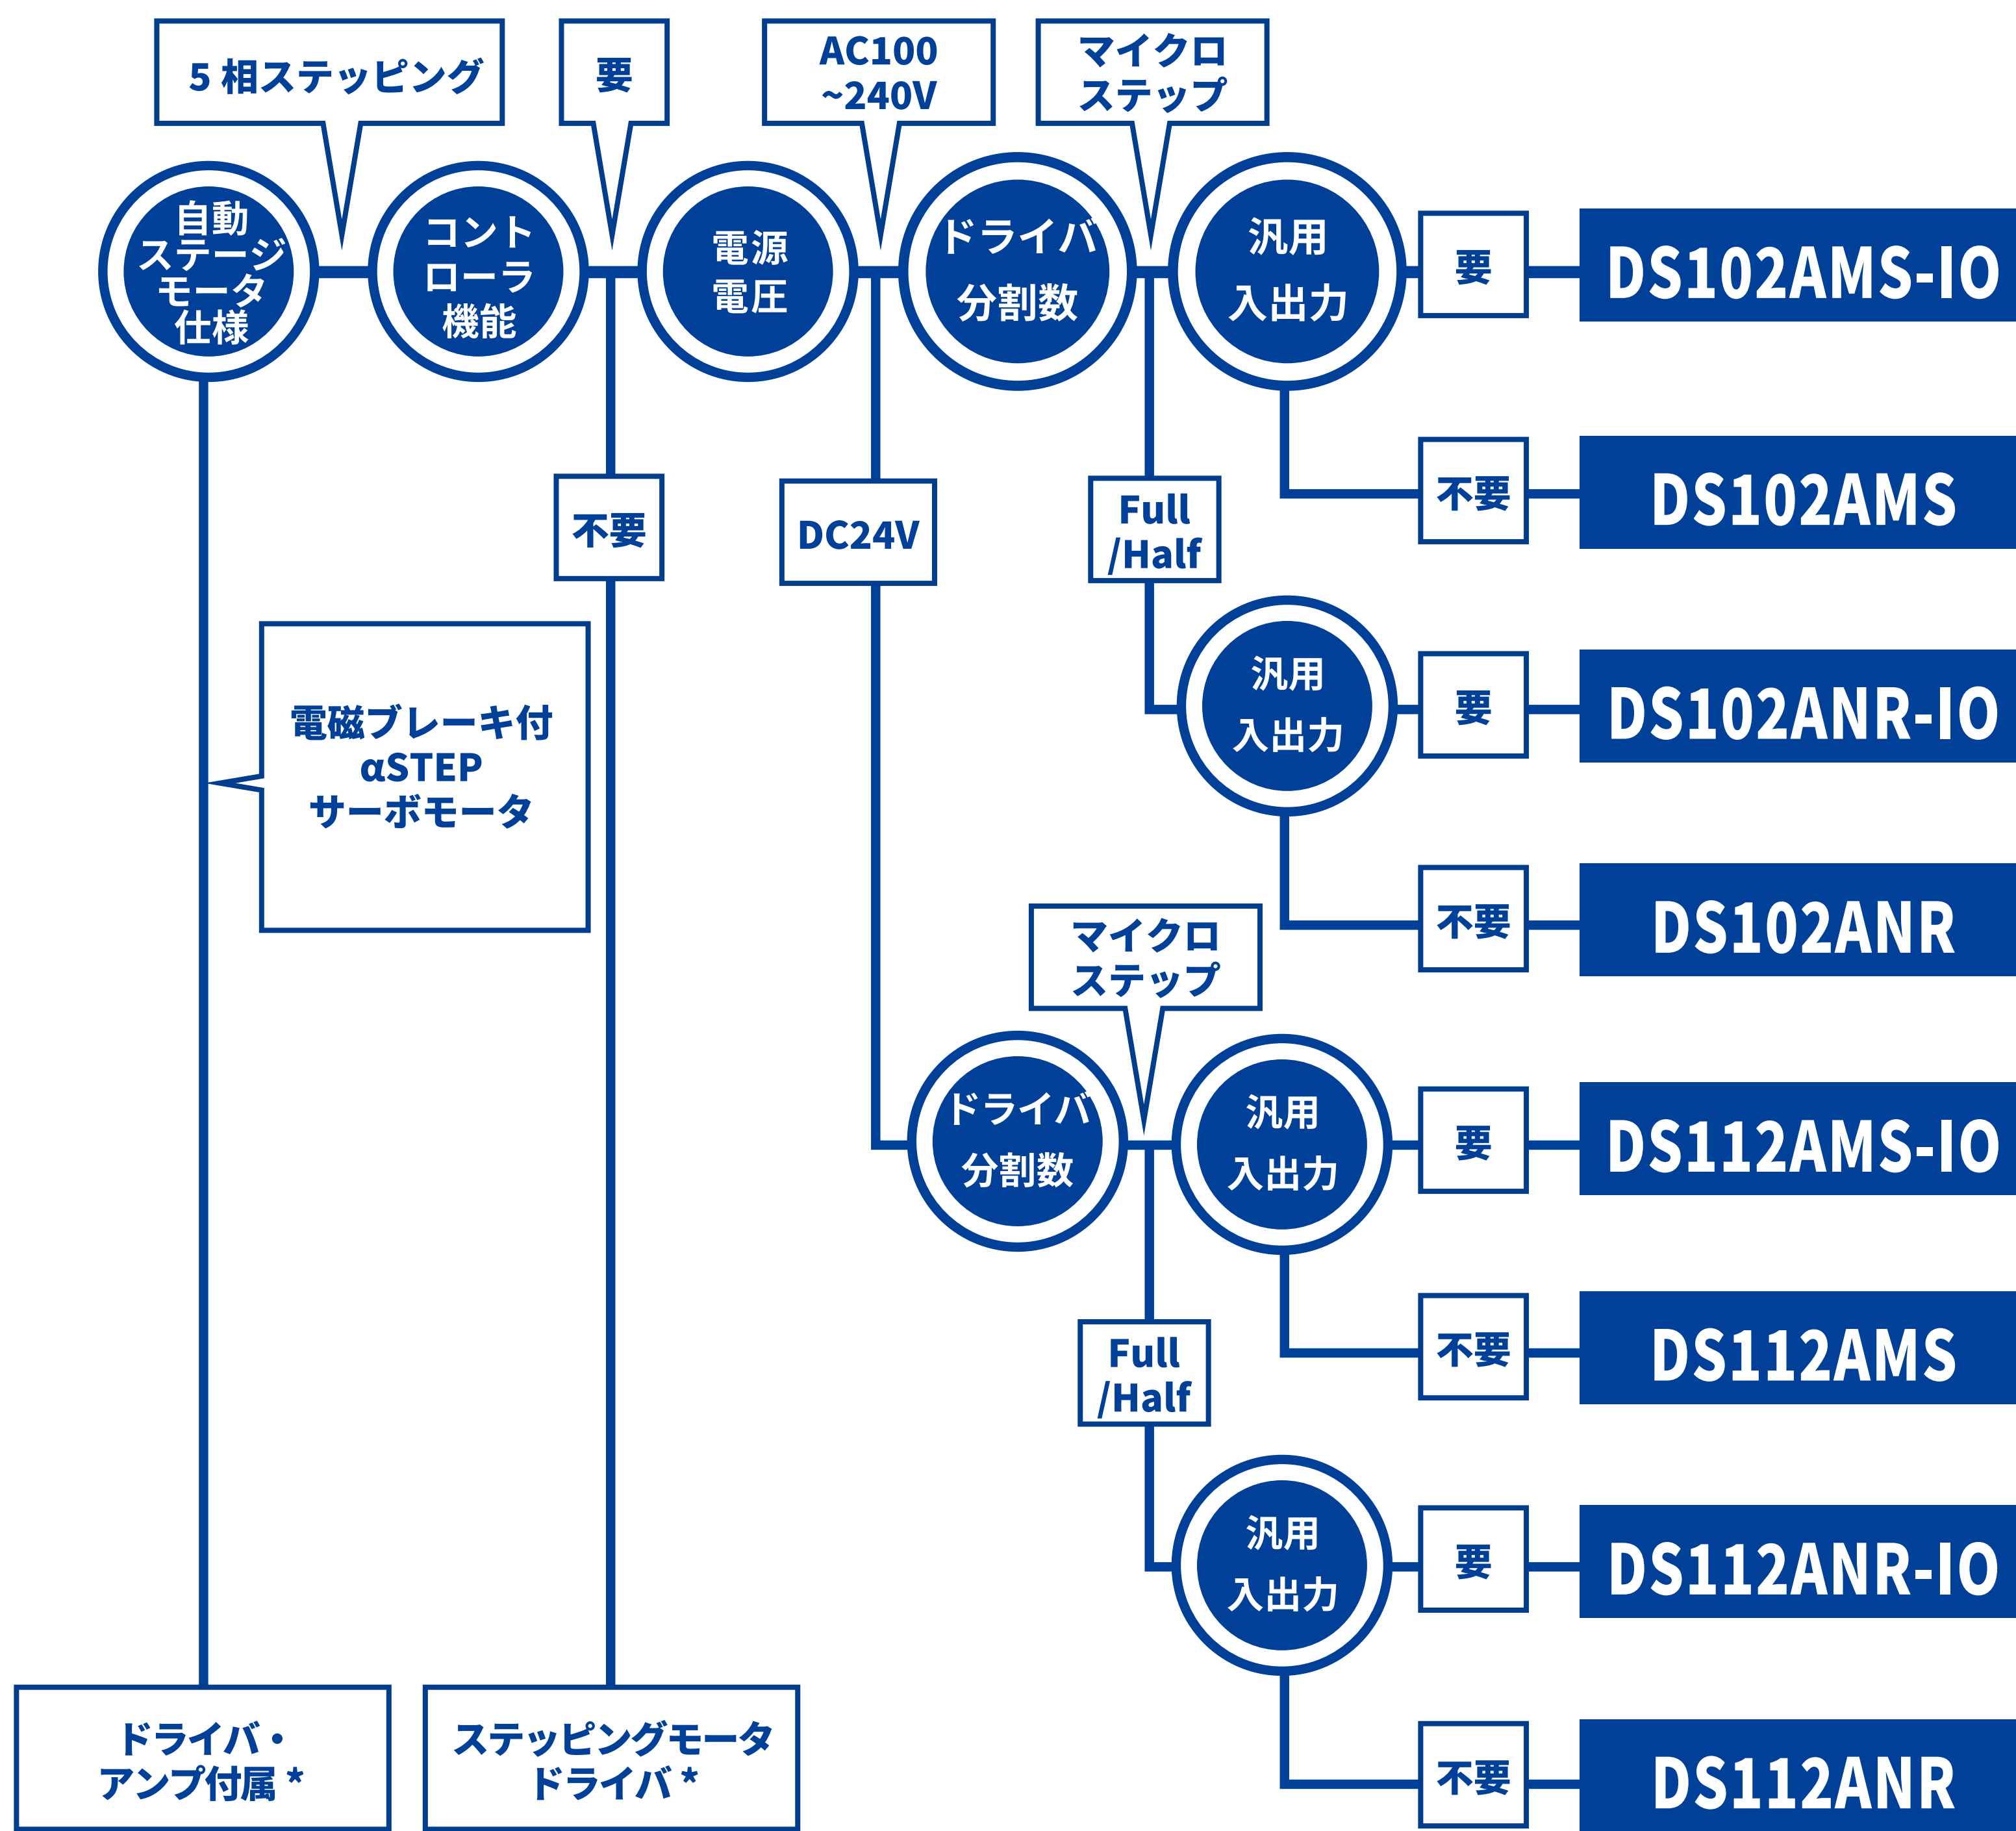 5 相ステッピング
要
AC100
~240V
マイクロ
ステップ
自動
ステージ
モータ
仕様
コント
ローラ
機能
電源
電圧
ドライバ
分割数
汎用
入出力
要
DS102AMS-IO
不要
DS102AMS
不要
DC24V
Full
/Half
汎用
入出力
要
DS102ANR-IO
不要
DS102ANR
電磁ブレーキ付
αSTEP
サーボモータ
マイクロ
ステップ
ドライバ
分割数
汎用
入出力
要
DS112AMS-IO
不要
DS112AMS
Full
/Half
汎用
入出力
要
DS112ANR-IO
不要
DS112ANR
ドライバ・
アンプ付属 *
ステッピングモータ
ドライバ *